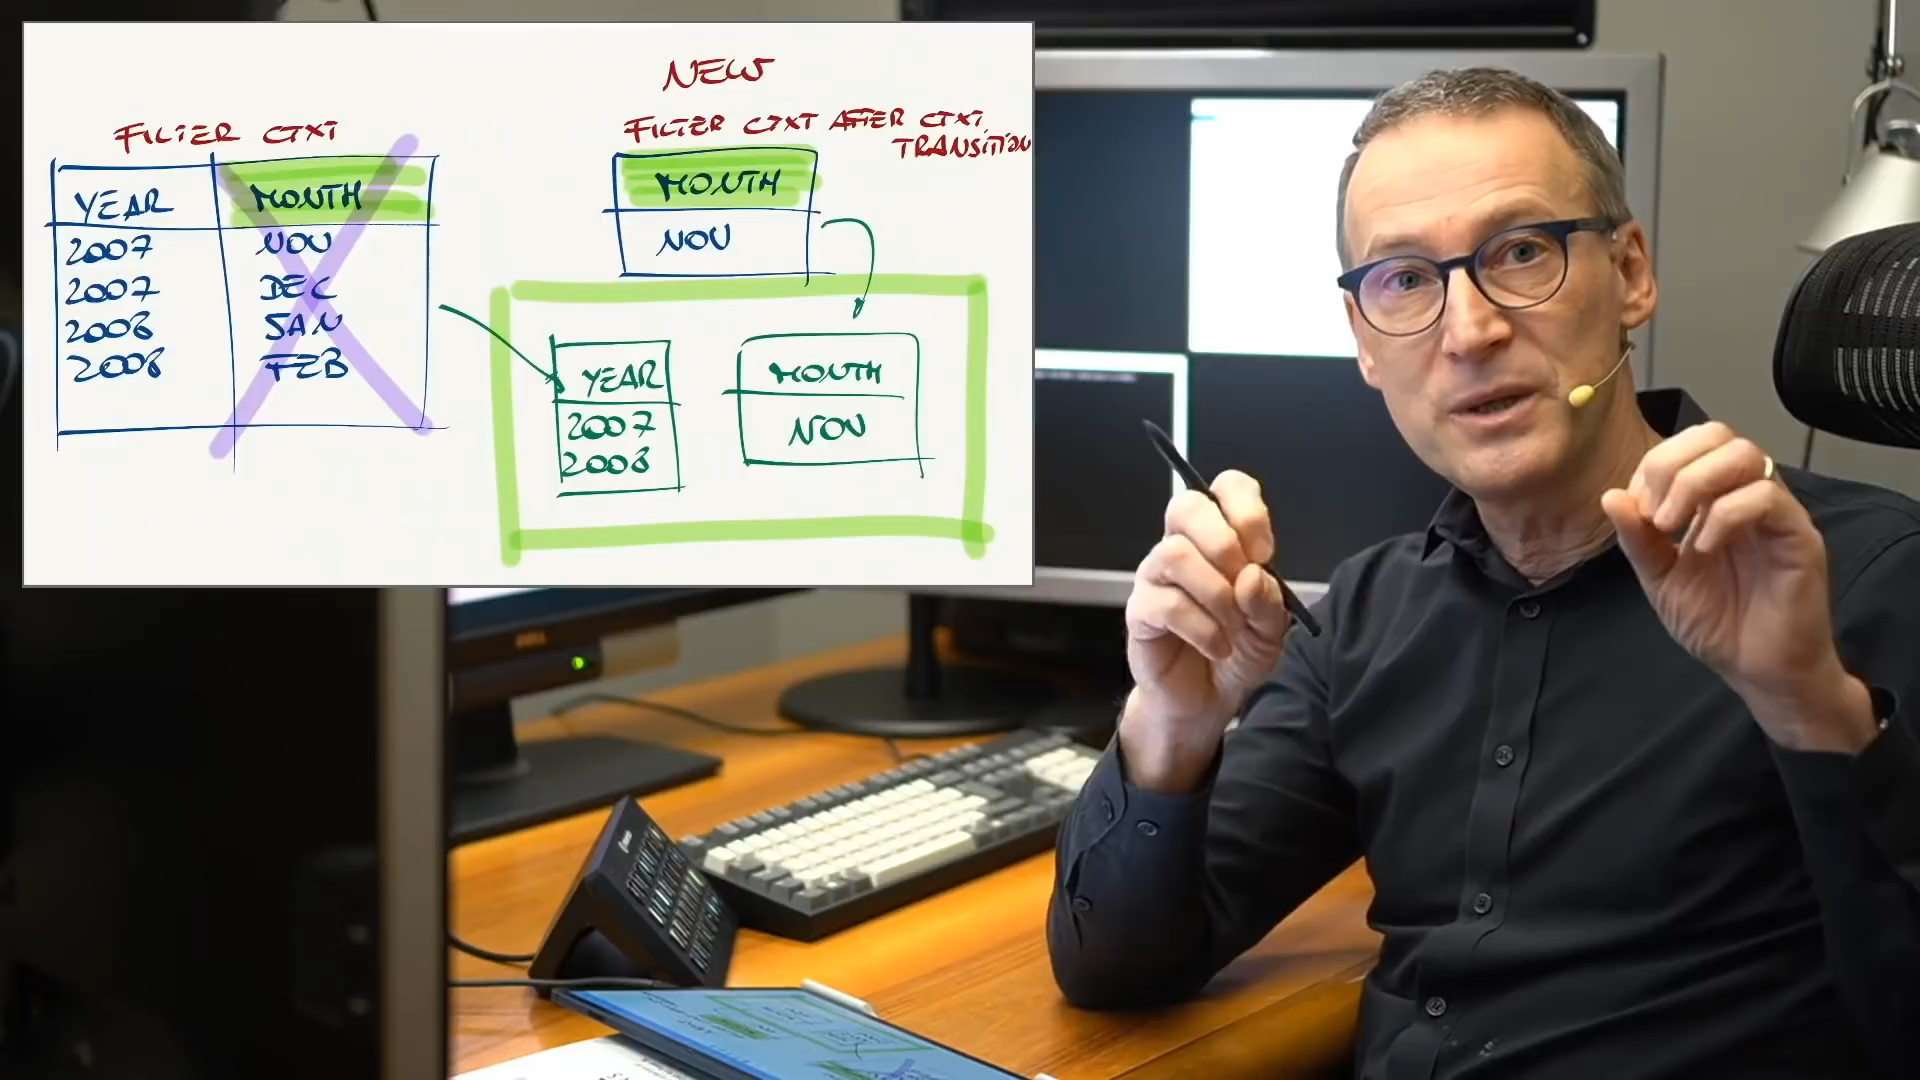 NEW
FILTER CTXT
FILTER CTXT AFTER CTXT
TRANSITION
YEAR MONTH
2007 NOV
2007 DEC
2008 JAN
2008 FEB
MONTH
NOV
YEAR
2007
2008
MONTH
NOV
DELL